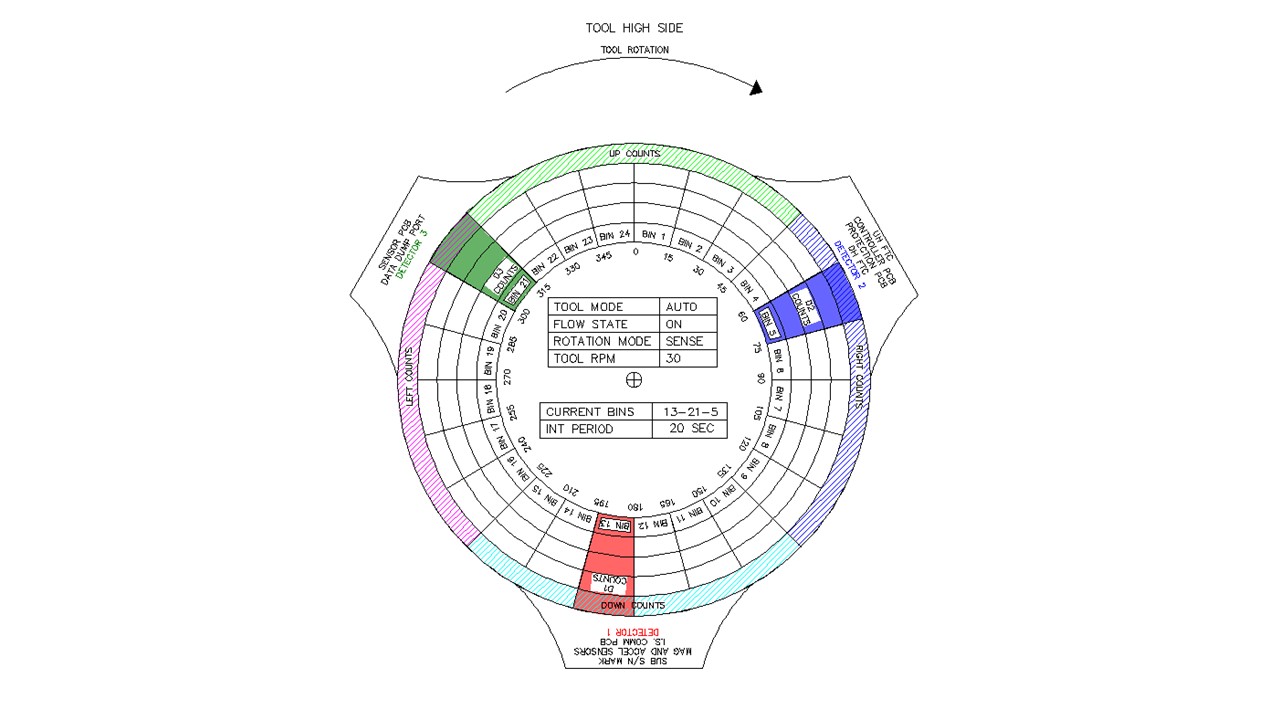 TOOL HIGH SIDE
TOOL ROTATION
UP COUNTS
SENSOR PCB
DATA DUMP PORT
DETECTOR 3
UH FTC
CONTROLLER PCB
PROTECTION PCB
DH FTC
DETECTOR 2
D3
COUNTS
D2
COUNTS
BIN 1
BIN 2
BIN 3
BIN 4
BIN 5
BIN 6
BIN 7
BIN 8
BIN 9
BIN 10
BIN 11
BIN 12
BIN 13
BIN 14
BIN 15
BIN 16
BIN 17
BIN 18
BIN 19
BIN 20
BIN 21
BIN 22
BIN 23
BIN 24
0
15
30
45
60
75
90
105
120
135
150
165
180
195
210
225
240
255
270
285
300
315
330
345
TOOL MODE AUTO
FLOW STATE ON
ROTATION MODE SENSE
TOOL RPM 30
CURRENT BINS 13-21-5
INT PERIOD 20 SEC
LEFT COUNTS
RIGHT COUNTS
D1
COUNTS
DOWN COUNTS
SUB S/N MARK
MAG AND ACCEL SENSORS
I.S. COMM PCB
DETECTOR 1